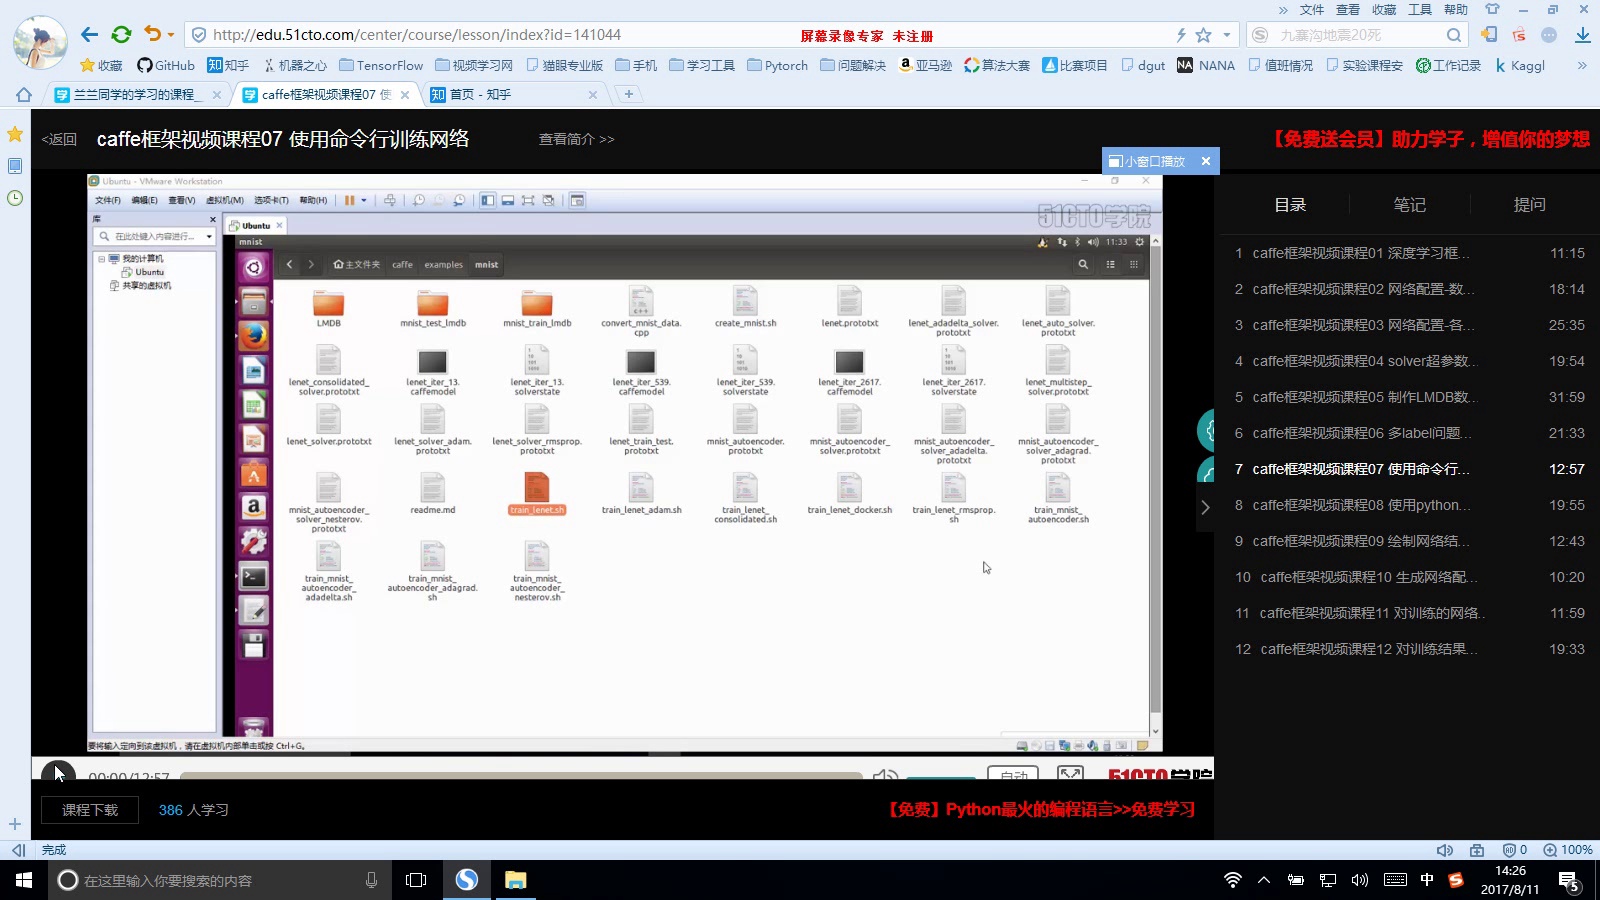 » 文件 查看 收藏 工具 帮助
http://edu.51cto.com/center/course/lesson/index?id=141044
屏幕录像专家 未注册
九寨沟地震20死
收藏 GitHub 知乎 机器之心 TensorFlow 视频学习网 猫眼专业版 手机 学习工具 Pytorch 问题解决 亚马逊 算法大赛 比赛项目 dgut NANA 值班情况 实验课程安 工作记录 Kaggl »
兰兰同学的学习的课程_ caffe框架视频课程07 使 首页 - 知乎
<返回 caffe框架视频课程07 使用命令行训练网络 查看简介 >>
【免费送会员】助力学子，增值你的梦想
小窗口播放
Ubuntu - VMware Workstation
文件(F) 编辑(E) 查看(V) 虚拟机(M) 选项卡(T) 帮助(H)
51CTO学院
库
在此处键入内容进行...
我的计算机
Ubuntu
共享的虚拟机
Ubuntu
mnist 11:33
主文件夹 caffe examples mnist
LMDB mnist_test_lmdb mnist_train_lmdb convert_mnist_data.cpp create_mnist.sh lenet.prototxt lenet_adadelta_solver.prototxt lenet_auto_solver.prototxt
lenet_consolidated_solver.prototxt lenet_iter_13.caffemodel lenet_iter_13.solverstate lenet_iter_539.caffemodel lenet_iter_539.solverstate lenet_iter_2617.caffemodel lenet_iter_2617.solverstate lenet_multistep_solver.prototxt
lenet_solver.prototxt lenet_solver_adam.prototxt lenet_solver_rmsprop.prototxt lenet_train_test.prototxt mnist_autoencoder.prototxt mnist_autoencoder_solver.prototxt mnist_autoencoder_solver_adadelta.prototxt mnist_autoencoder_solver_adagrad.prototxt
mnist_autoencoder_solver_nesterov.prototxt readme.md train_lenet.sh train_lenet_adam.sh train_lenet_consolidated.sh train_lenet_docker.sh train_lenet_rmsprop.sh train_mnist_autoencoder.sh
train_mnist_autoencoder_adadelta.sh train_mnist_autoencoder_adagrad.sh train_mnist_autoencoder_nesterov.sh
要将输入定向到该虚拟机，请在虚拟机内部单击或按 Ctrl+G。
00:00/12:57 自动 51CTO学院
课程下载 386 人学习
【免费】Python最火的编程语言>>免费学习
目录 笔记 提问
1 caffe框架视频课程01 深度学习框... 11:15
2 caffe框架视频课程02 网络配置-数... 18:14
3 caffe框架视频课程03 网络配置-各... 25:35
4 caffe框架视频课程04 solver超参数... 19:54
5 caffe框架视频课程05 制作LMDB数... 31:59
6 caffe框架视频课程06 多label问题... 21:33
7 caffe框架视频课程07 使用命令行... 12:57
8 caffe框架视频课程08 使用python... 19:55
9 caffe框架视频课程09 绘制网络结... 12:43
10 caffe框架视频课程10 生成网络配... 10:20
11 caffe框架视频课程11 对训练的网络.. 11:59
12 caffe框架视频课程12 对训练结果... 19:33
完成 0 100%
在这里输入你要搜索的内容
中 14:26
2017/8/11
5